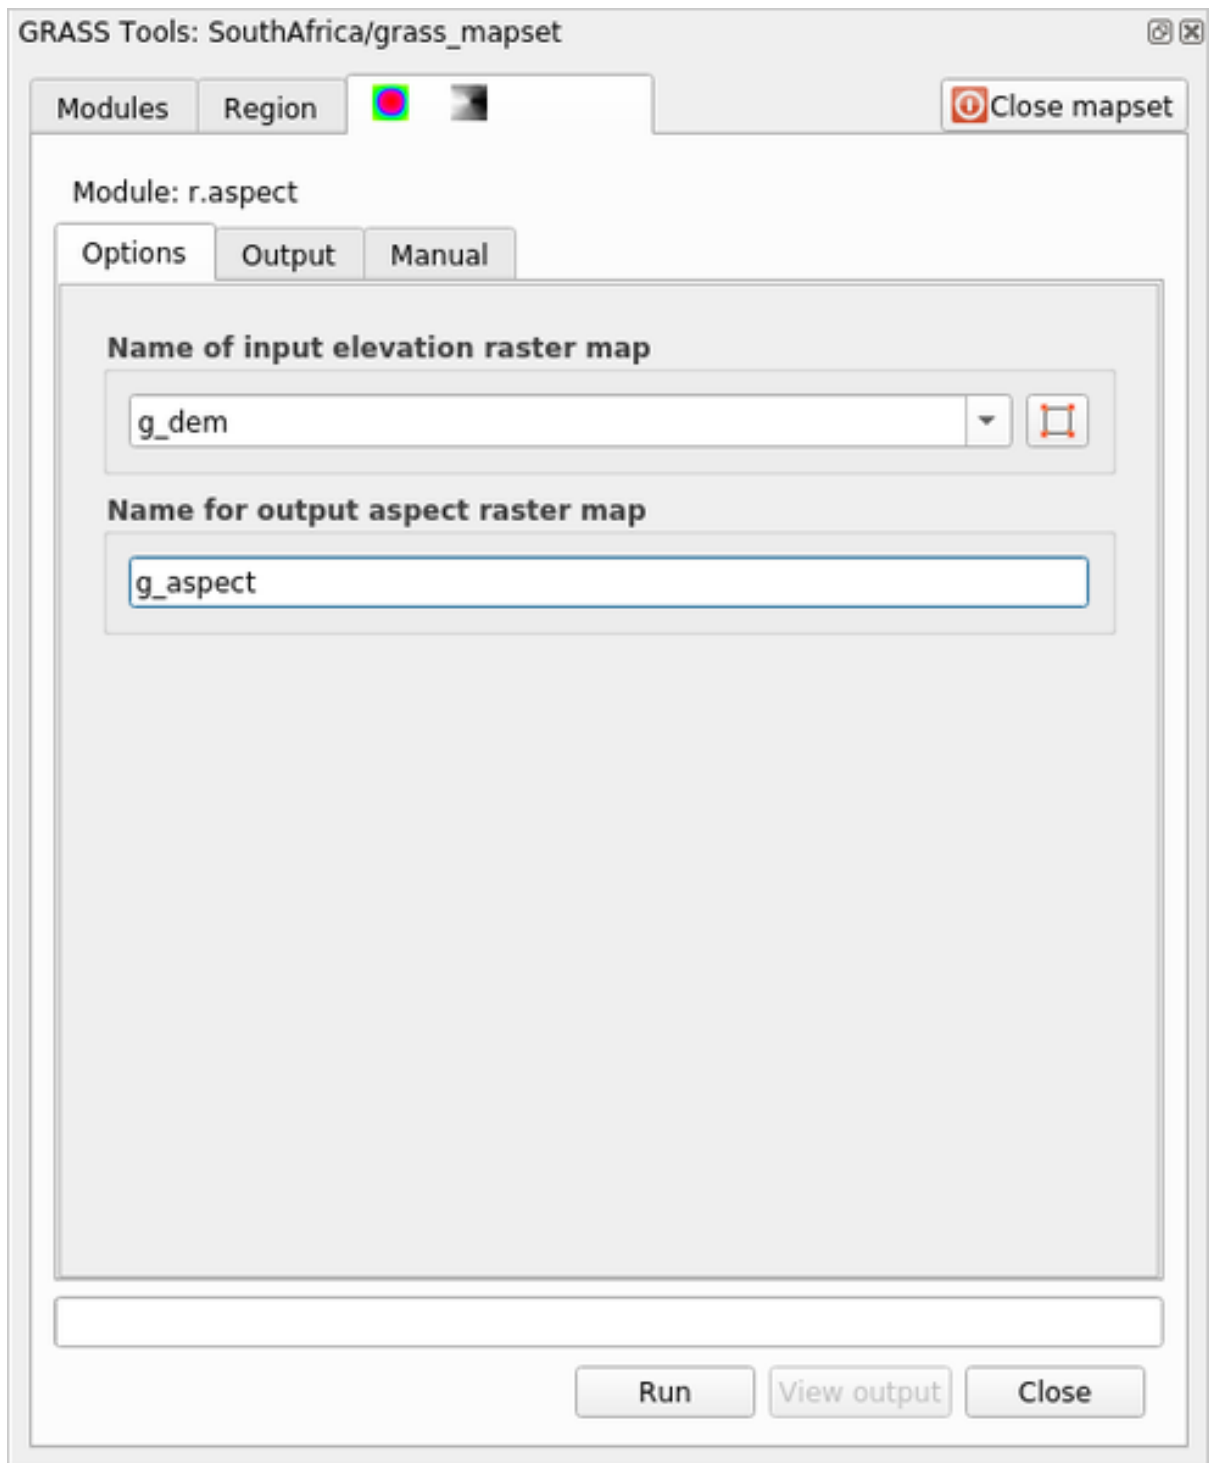 GRASS Tools: SouthAfrica/grass_mapset
Modules Region Close mapset
Module: r.aspect
Options Output Manual
Name of input elevation raster map
g_dem
Name for output aspect raster map
g_aspect
Run View output Close